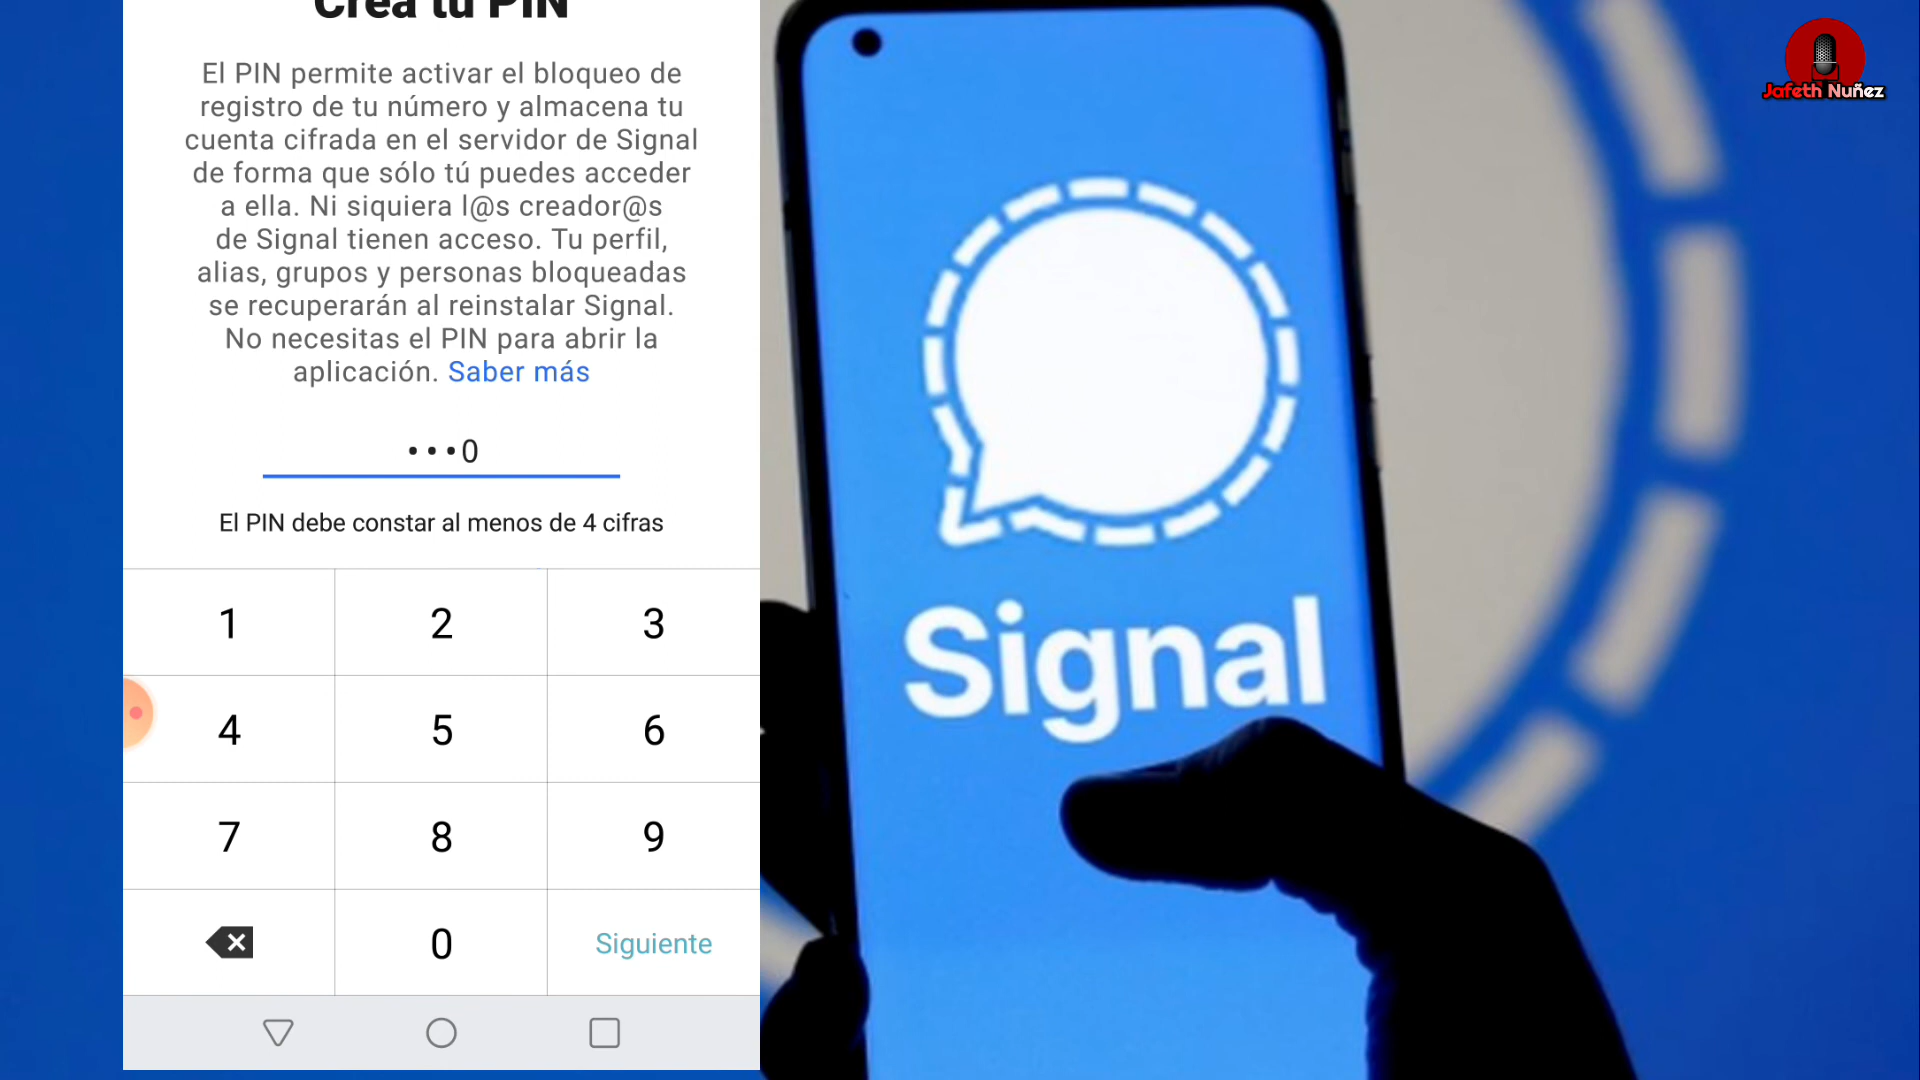 Crea tu PIN
El PIN permite activar el bloqueo de
registro de tu número y almacena tu
cuenta cifrada en el servidor de Signal
de forma que sólo tú puedes acceder
a ella. Ni siquiera l@s creador@s
de Signal tienen acceso. Tu perfil,
alias, grupos y personas bloqueadas
se recuperarán al reinstalar Signal.
No necesitas el PIN para abrir la
aplicación. Saber más
•••0
El PIN debe constar al menos de 4 cifras
1 2 3
4 5 6
7 8 9
0 Siguiente
Signal
Jafeth Nuñez